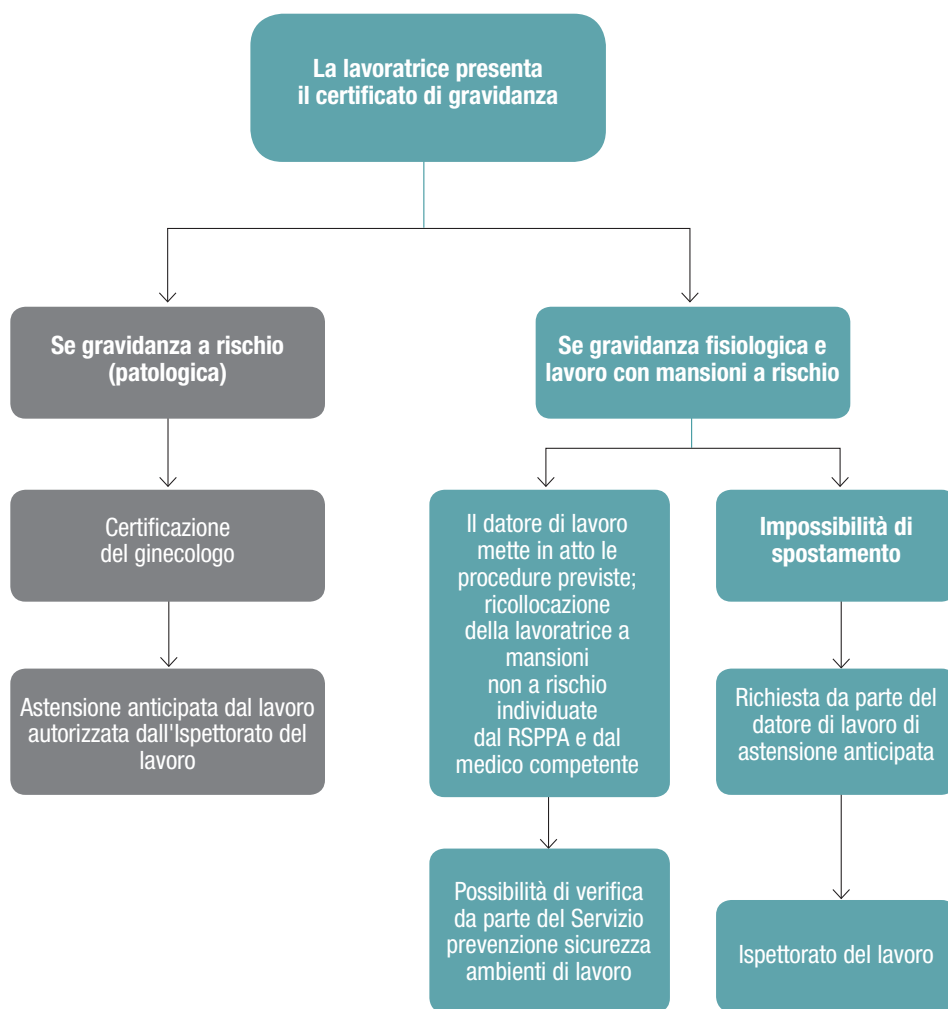 La lavoratrice presenta
il certificato di gravidanza
Se gravidanza a rischio
(patologica)
Se gravidanza fisiologica e
lavoro con mansioni a rischio
Certificazione
del ginecologo
Il datore di lavoro
mette in atto le
procedure previste;
ricollocazione
della lavoratrice a
mansioni
non a rischio
individuate
dal RSPPA e dal
medico competente
Impossibilità di
spostamento
Astensione anticipata dal lavoro
autorizzata dall'Ispettorato del
lavoro
Richiesta da parte del
datore di lavoro di
astensione anticipata
Possibilità di verifica
da parte del Servizio
prevenzione sicurezza
ambienti di lavoro
Ispettorato del lavoro